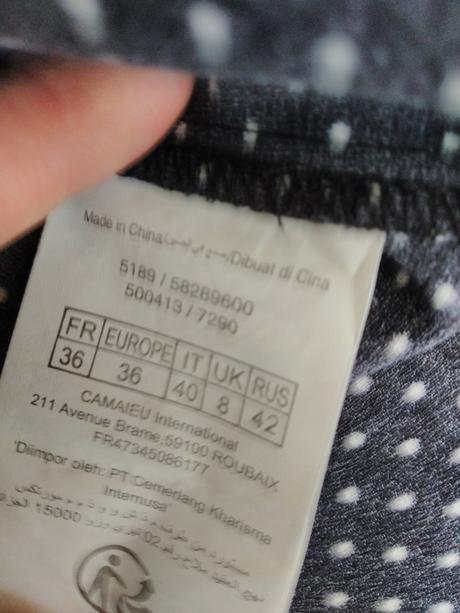 Made in China/صنع في الصين/Dibuat di Cina
5189 / 58289600
500413 / 7290
FR EUROPE IT UK RUS
36 36 40 8 42
CAMAIEU International
211 Avenue Brame,59100 ROUBAIX
FR47345086177
'Diimpor oleh: PT Cemerlang Kharisma
Internusa'
15000